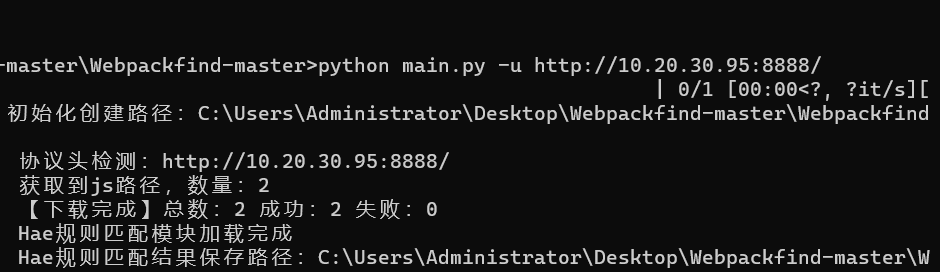 -master\Webpackfind-master>python main.py -u http://10.20.30.95:8888/
| 0/1 [00:00<?, ?it/s][
初始化创建路径：C:\Users\Administrator\Desktop\Webpackfind-master\Webpackfind
协议头检测：http://10.20.30.95:8888/
获取到js路径，数量：2
【下载完成】总数：2 成功：2 失败：0
Hae规则匹配模块加载完成
Hae规则匹配结果保存路径：C:\Users\Administrator\Desktop\Webpackfind-master\W